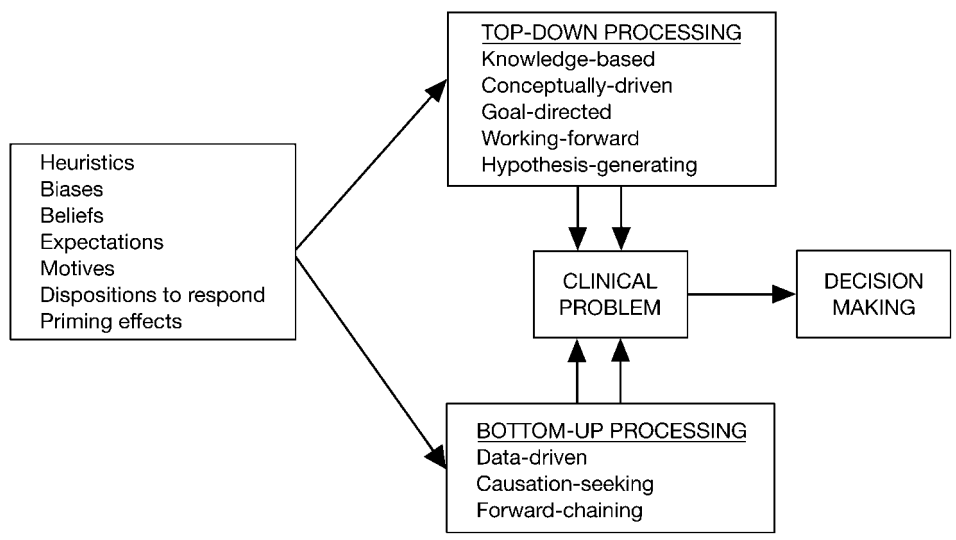 Heuristics
Biases
Beliefs
Expectations
Motives
Dispositions to respond
Priming effects
TOP-DOWN PROCESSING
Knowledge-based
Conceptually-driven
Goal-directed
Working-forward
Hypothesis-generating
CLINICAL
PROBLEM
DECISION
MAKING
BOTTOM-UP PROCESSING
Data-driven
Causation-seeking
Forward-chaining